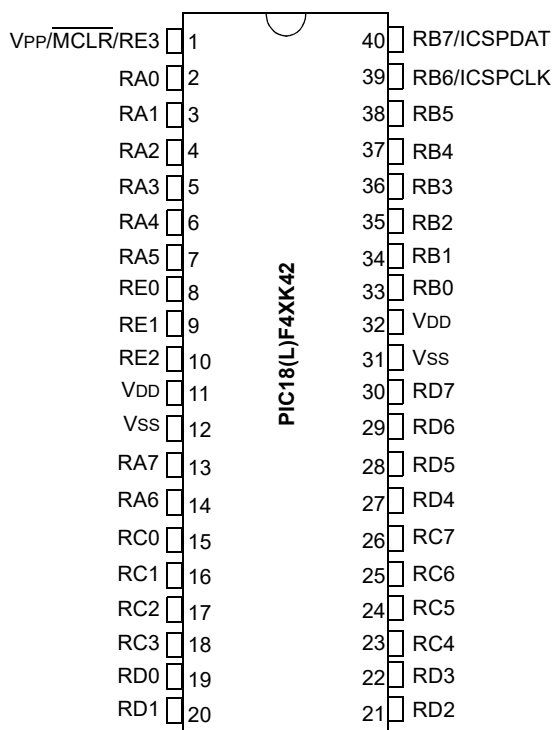 VPP/MCLR/RE3 1 40 RB7/ICSPDAT
RA0 2 39 RB6/ICSPCLK
RA1 3 38 RB5
RA2 4 37 RB4
RA3 5 36 RB3
RA4 6 35 RB2
RA5 7 34 RB1
RE0 8 33 RB0
RE1 9 32 VDD
RE2 10 31 VSS
VDD 11 30 RD7
VSS 12 29 RD6
RA7 13 28 RD5
RA6 14 27 RD4
RC0 15 26 RC7
RC1 16 25 RC6
RC2 17 24 RC5
RC3 18 23 RC4
RD0 19 22 RD3
RD1 20 21 RD2
PIC18(L)F4XK42